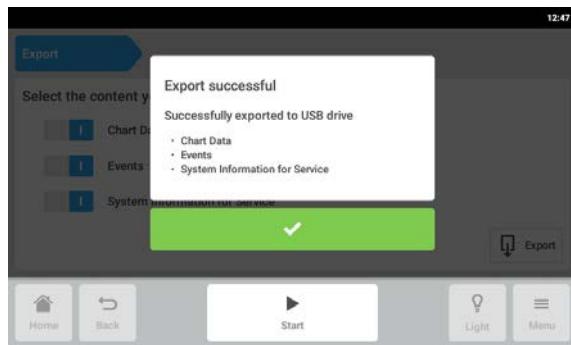 12:47
Export
Export successful
Select the content y
Successfully exported to USB drive
Chart Da
· Chart Data
Events
· Events
· System Information for Service
System Information for Service
Export
Home
Back
Start
Light
Menu